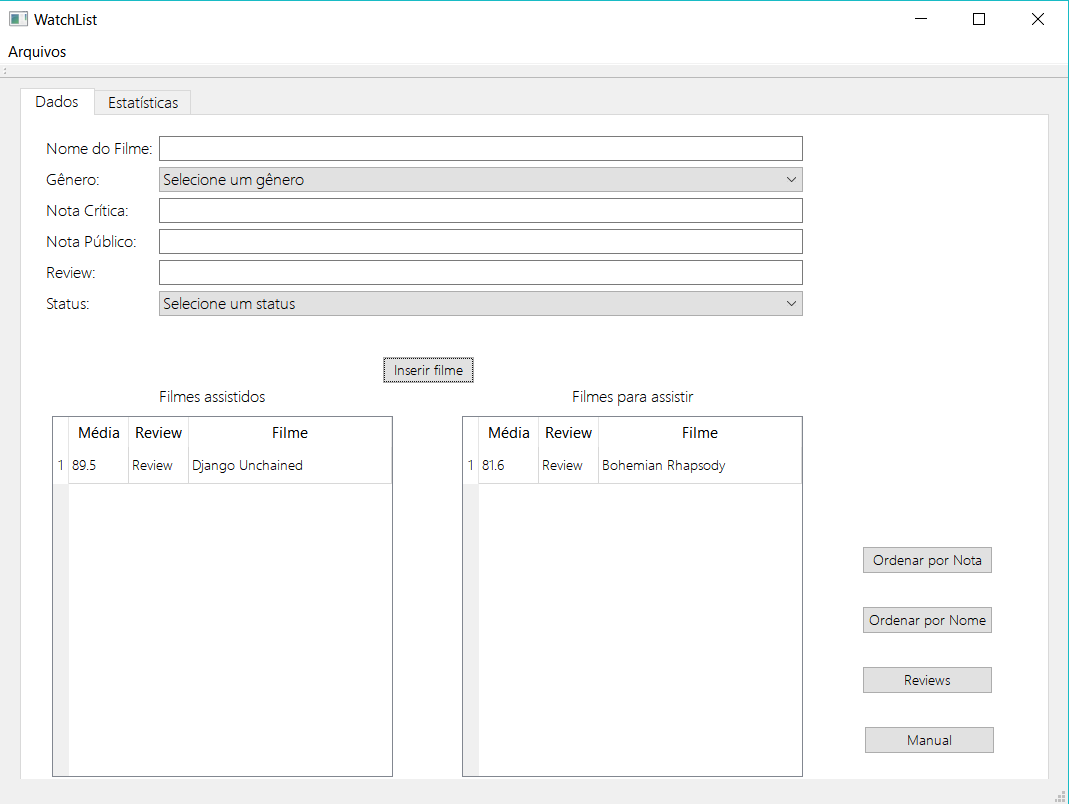 WatchList
Arquivos
Dados Estatísticas
Nome do Filme:
Gênero: Selecione um gênero
Nota Crítica:
Nota Público:
Review:
Status: Selecione um status
Inserir filme
Filmes assistidos Filmes para assistir
Média Review Filme Média Review Filme
1 89.5 Review Django Unchained 1 81.6 Review Bohemian Rhapsody
Ordenar por Nota
Ordenar por Nome
Reviews
Manual